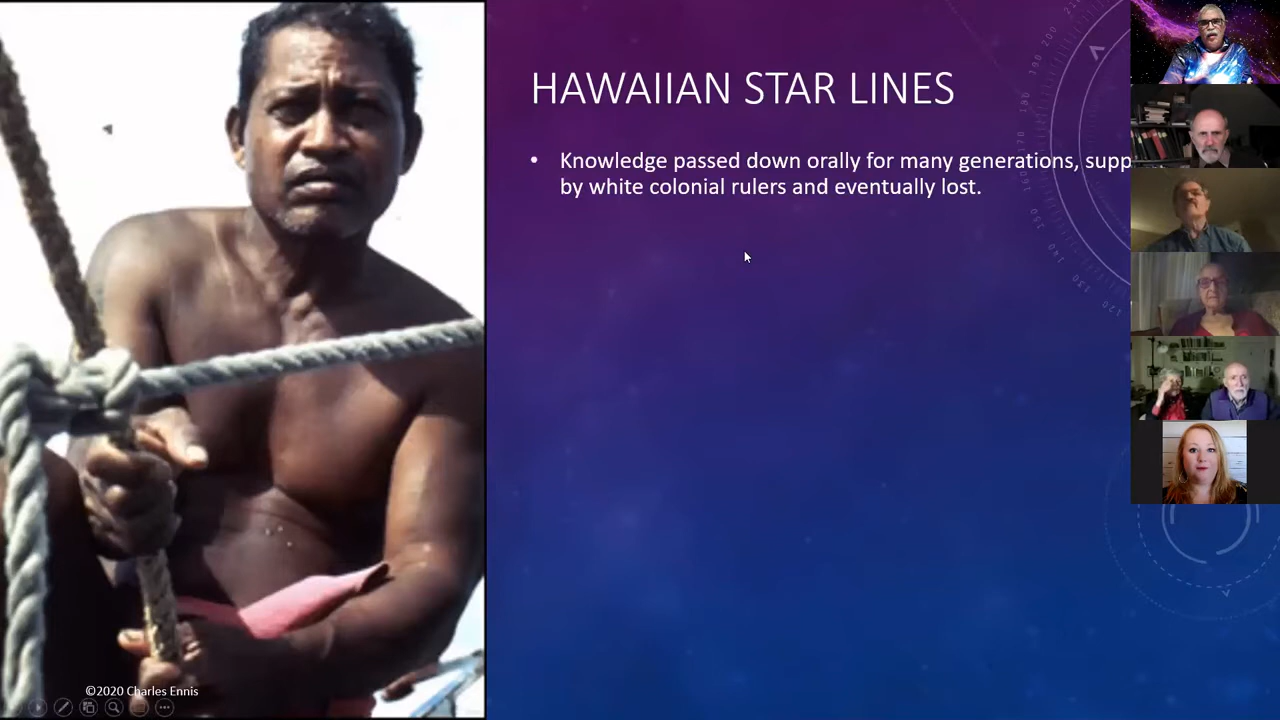 HAWAIIAN STAR LINES
• Knowledge passed down orally for many generations, supp
by white colonial rulers and eventually lost.
©2020 Charles Ennis